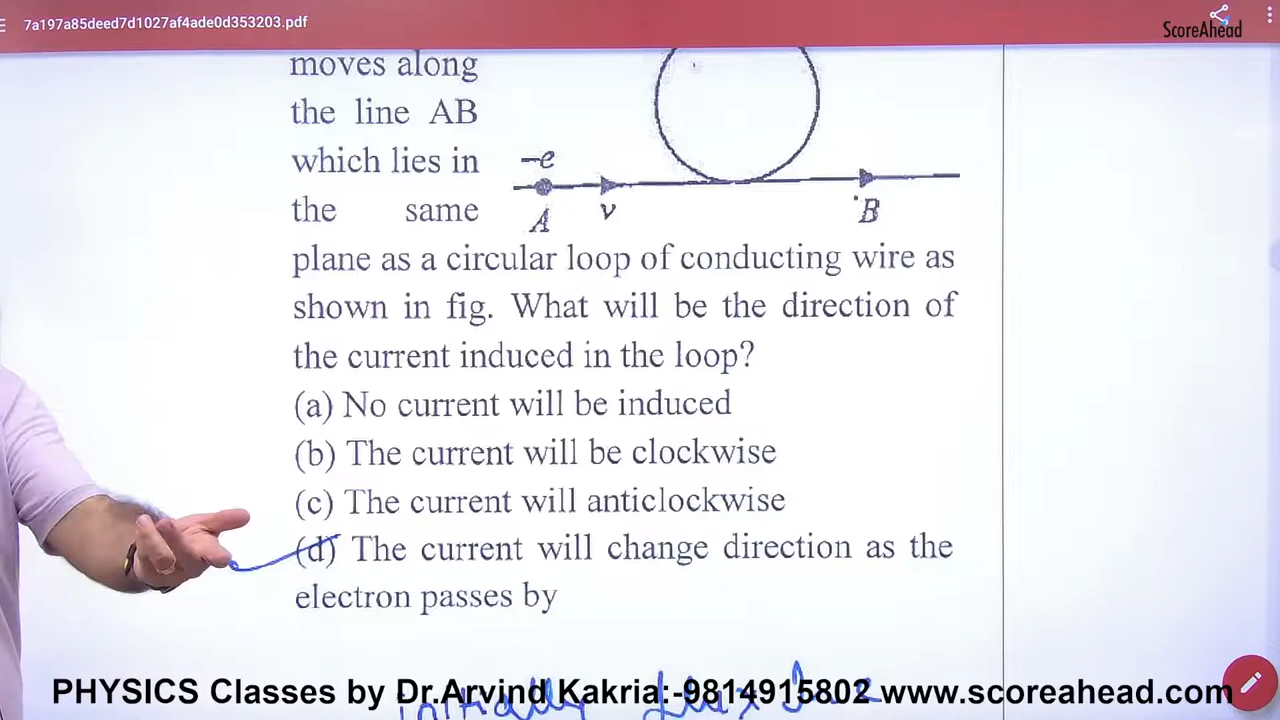 7a197a85deed7d1027af4ade0d353203.pdf
ScoreAhead
moves along
the line AB
which lies in
the same
-e
A
v
B
plane as a circular loop of conducting wire as
shown in fig. What will be the direction of
the current induced in the loop?
(a) No current will be induced
(b) The current will be clockwise
(c) The current will anticlockwise
(d) The current will change direction as the
electron passes by
initially flux
PHYSICS Classes by Dr.Arvind Kakria:-9814915802 www.scoreahead.com